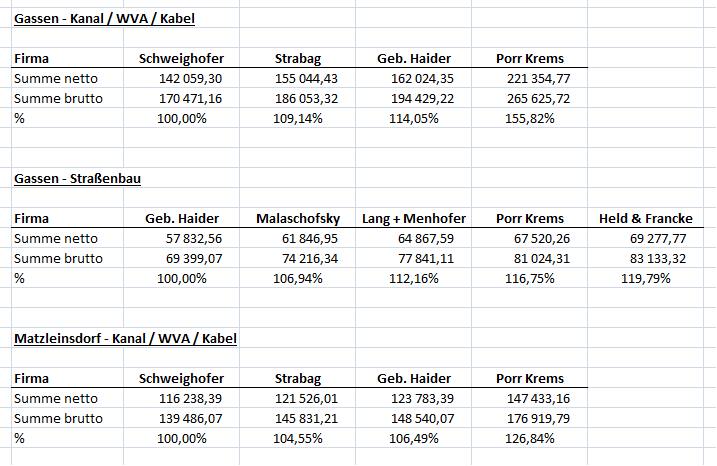 Gassen - Kanal / WVA / Kabel
Firma Schweighofer Strabag Geb. Haider Porr Krems
Summe netto 142 059,30 155 044,43 162 024,35 221 354,77
Summe brutto 170 471,16 186 053,32 194 429,22 265 625,72
% 100,00% 109,14% 114,05% 155,82%
Gassen - Straßenbau
Firma Geb. Haider Malaschofsky Lang + Menhofer Porr Krems Held & Francke
Summe netto 57 832,56 61 846,95 64 867,59 67 520,26 69 277,77
Summe brutto 69 399,07 74 216,34 77 841,11 81 024,31 83 133,32
% 100,00% 106,94% 112,16% 116,75% 119,79%
Matzleinsdorf - Kanal / WVA / Kabel
Firma Schweighofer Strabag Geb. Haider Porr Krems
Summe netto 116 238,39 121 526,01 123 783,39 147 433,16
Summe brutto 139 486,07 145 831,21 148 540,07 176 919,79
% 100,00% 104,55% 106,49% 126,84%